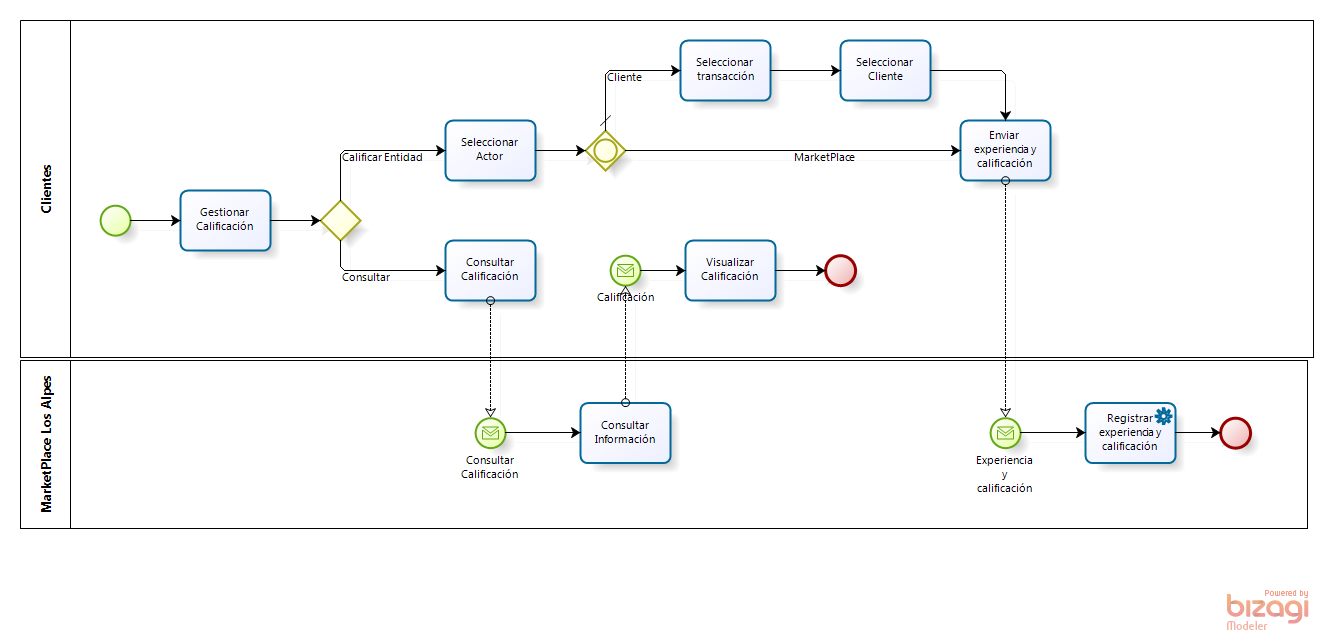 Clientes
Gestionar
Calificación
Calificar Entidad
Consultar
Seleccionar
Actor
Cliente
Seleccionar
transacción
Seleccionar
Cliente
MarketPlace
Enviar
experiencia y
calificación
Consultar
Calificación
Calificación
Visualizar
Calificación
MarketPlace Los Alpes
Consultar
Calificación
Consultar
Información
Experiencia
y
calificación
Registrar
experiencia y
calificación
Powered by
bizagi
Modeler